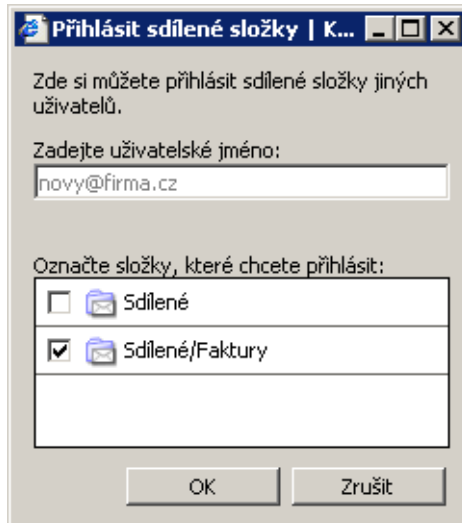 Přihlásit sdílené složky | K...
Zde si můžete přihlásit sdílené složky jiných
uživatelů.
Zadejte uživatelské jméno:
novy@firma.cz
Označte složky, které chcete přihlásit:
Sdílené
Sdílené/Faktury
OK
Zrušit